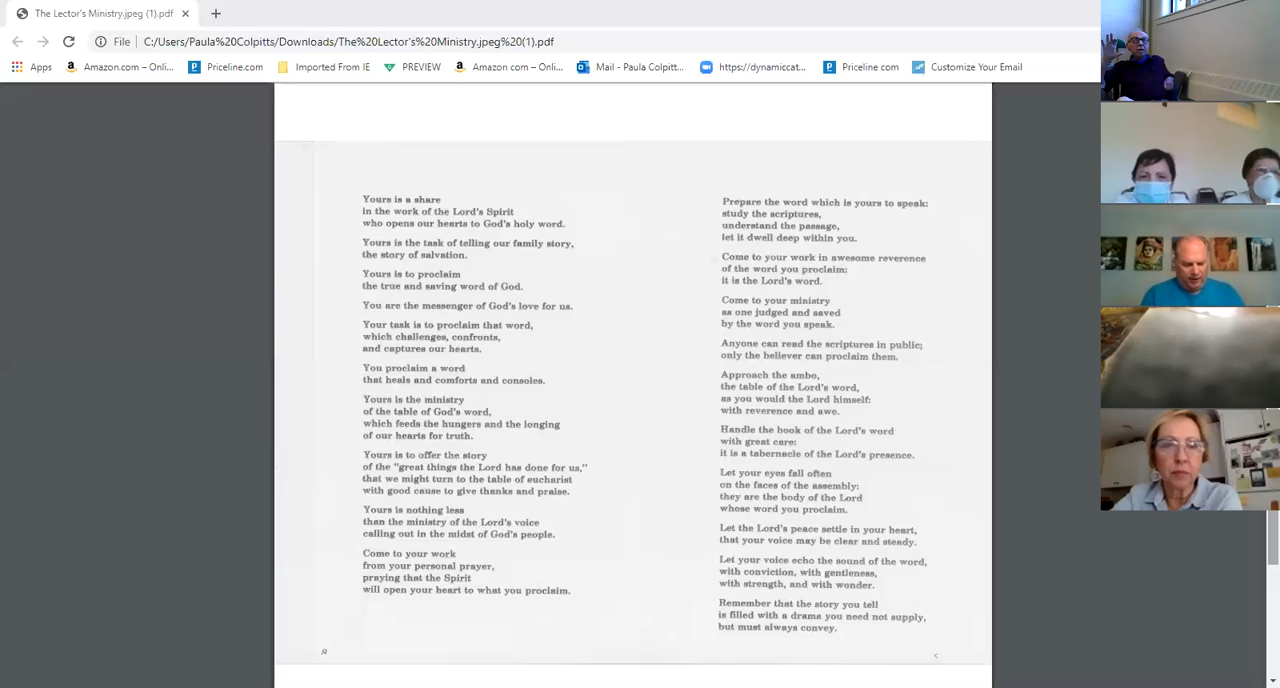 The Lector's Ministry.jpeg (1).pdf
File
C:/Users/Paula%20Colpitts/Downloads/The%20Lector's%20Ministry.jpeg%20(1).pdf
Apps
Amazon.com – Onli...
Priceline.com
Imported From IE
PREVIEW
Amazon com – Onli...
Mail - Paula Colpitt...
https://dynamiccat...
Priceline com
Customize Your Email
Yours is a share
in the work of the Lord's Spirit
who opens our hearts to God's holy word.
Yours is the task of telling our family story,
the story of salvation.
Yours is to proclaim
the true and saving word of God.
You are the messenger of God's love for us.
Your task is to proclaim that word,
which challenges, confronts,
and captures our hearts.
You proclaim a word
that heals and comforts and consoles.
Yours is the ministry
of the table of God's word,
which feeds the hungers and the longing
of our hearts for truth.
Yours is to offer the story
of the "great things the Lord has done for us,"
that we might turn to the table of eucharist
with good cause to give thanks and praise.
Yours is nothing less
than the ministry of the Lord's voice
calling out in the midst of God's people.
Come to your work
from your personal prayer,
praying that the Spirit
will open your heart to what you proclaim.
Prepare the word which is yours to speak:
study the scriptures,
understand the passage,
let it dwell deep within you.
Come to your work in awesome reverence
of the word you proclaim:
it is the Lord's word.
Come to your ministry
as one judged and saved
by the word you speak.
Anyone can read the scriptures in public;
only the believer can proclaim them.
Approach the ambo,
the table of the Lord's word,
as you would the Lord himself:
with reverence and awe.
Handle the book of the Lord's word
with great care:
it is a tabernacle of the Lord's presence.
Let your eyes fall often
on the faces of the assembly:
they are the body of the Lord
whose word you proclaim.
Let the Lord's peace settle in your heart,
that your voice may be clear and steady.
Let your voice echo the sound of the word,
with conviction, with gentleness,
with strength, and with wonder.
Remember that the story you tell
is filled with a drama you need not supply,
but must always convey.